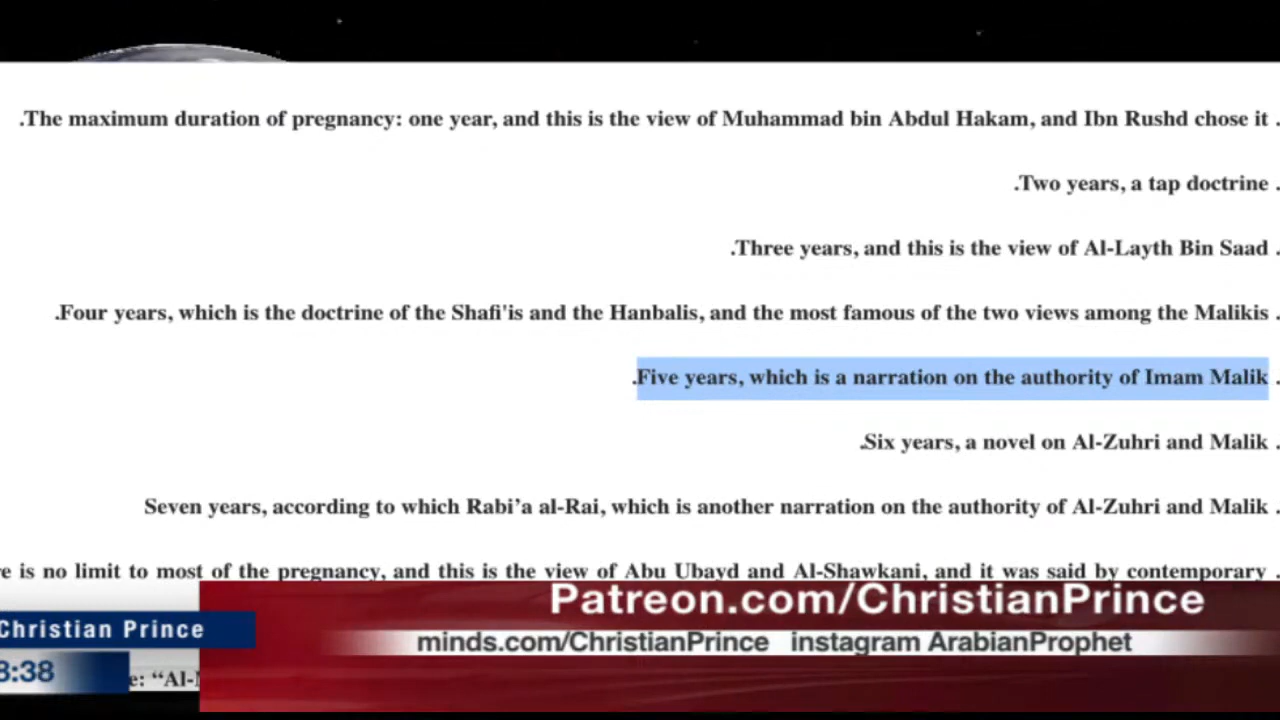 .The maximum duration of pregnancy: one year, and this is the view of Muhammad bin Abdul Hakam, and Ibn Rushd chose it .
.Two years, a tap doctrine .
.Three years, and this is the view of Al-Layth Bin Saad .
.Four years, which is the doctrine of the Shafi'is and the Hanbalis, and the most famous of the two views among the Malikis .
.Five years, which is a narration on the authority of Imam Malik .
.Six years, a novel on Al-Zuhri and Malik .
Seven years, according to which Rabi’a al-Rai, which is another narration on the authority of Al-Zuhri and Malik .
is no limit to most of the pregnancy, and this is the view of Abu Ubayd and Al-Shawkani, and it was said by contemporary .
Patreon.com/ChristianPrince
Christian Prince
minds.com/ChristianPrince instagram ArabianProphet
8:38